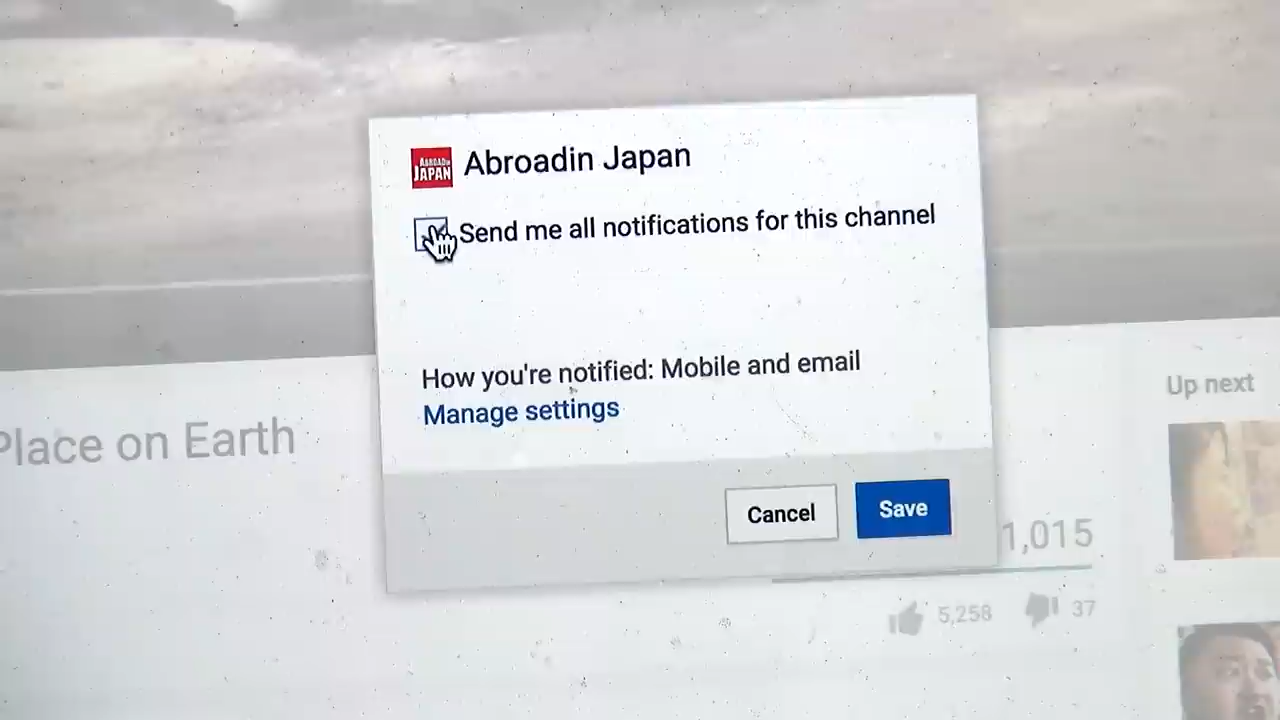 Abroadin Japan
ABROAD IN
JAPAN
Send me all notifications for this channel
How you're notified: Mobile and email
Manage settings
Cancel
Save
Place on Earth
Up next
1,015
5,258
37